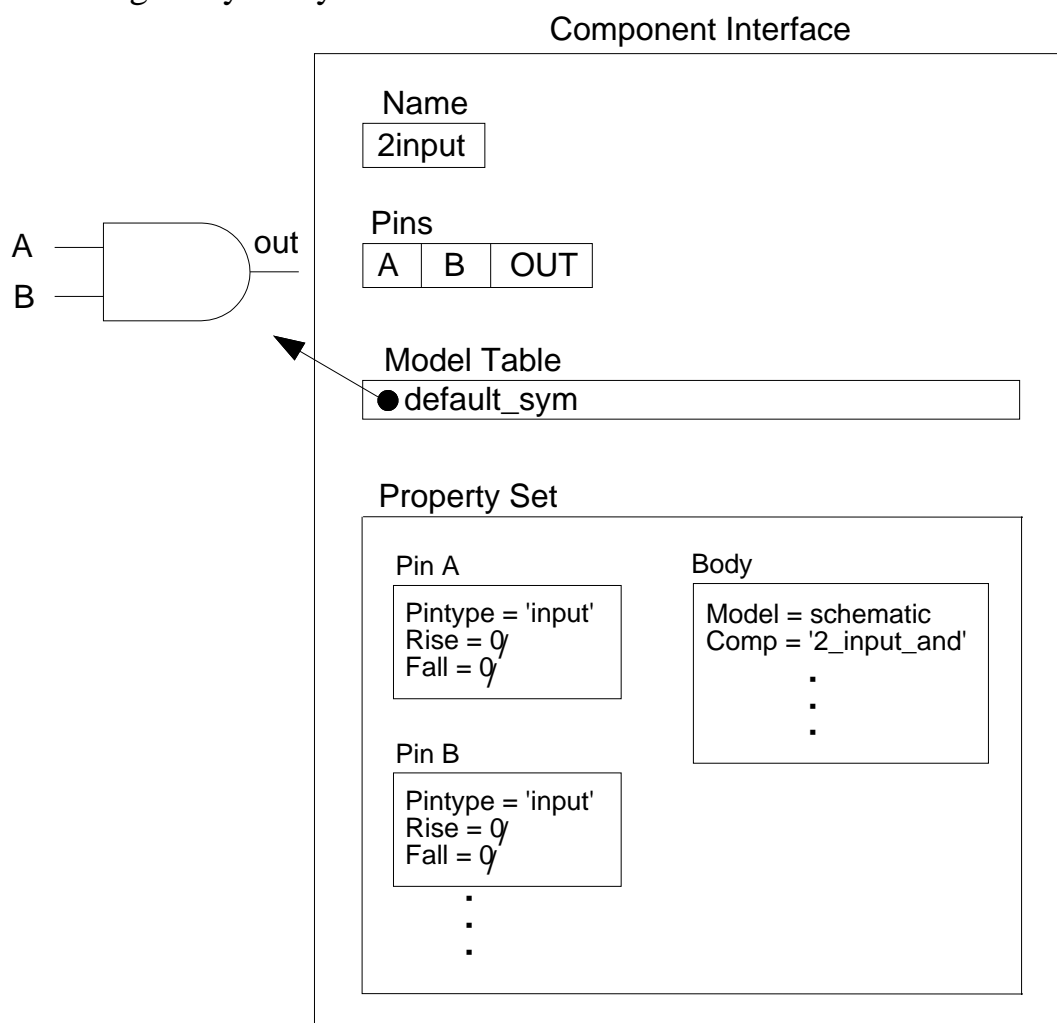 Component Interface
Name
2input
Pins
A B OUT
A
B
out
Model Table
default_sym
Property Set
Pin A
Pintype = 'input'
Rise = 0
Fall = 0
Body
Model = schematic
Comp = '2_input_and'
Pin B
Pintype = 'input'
Rise = 0
Fall = 0